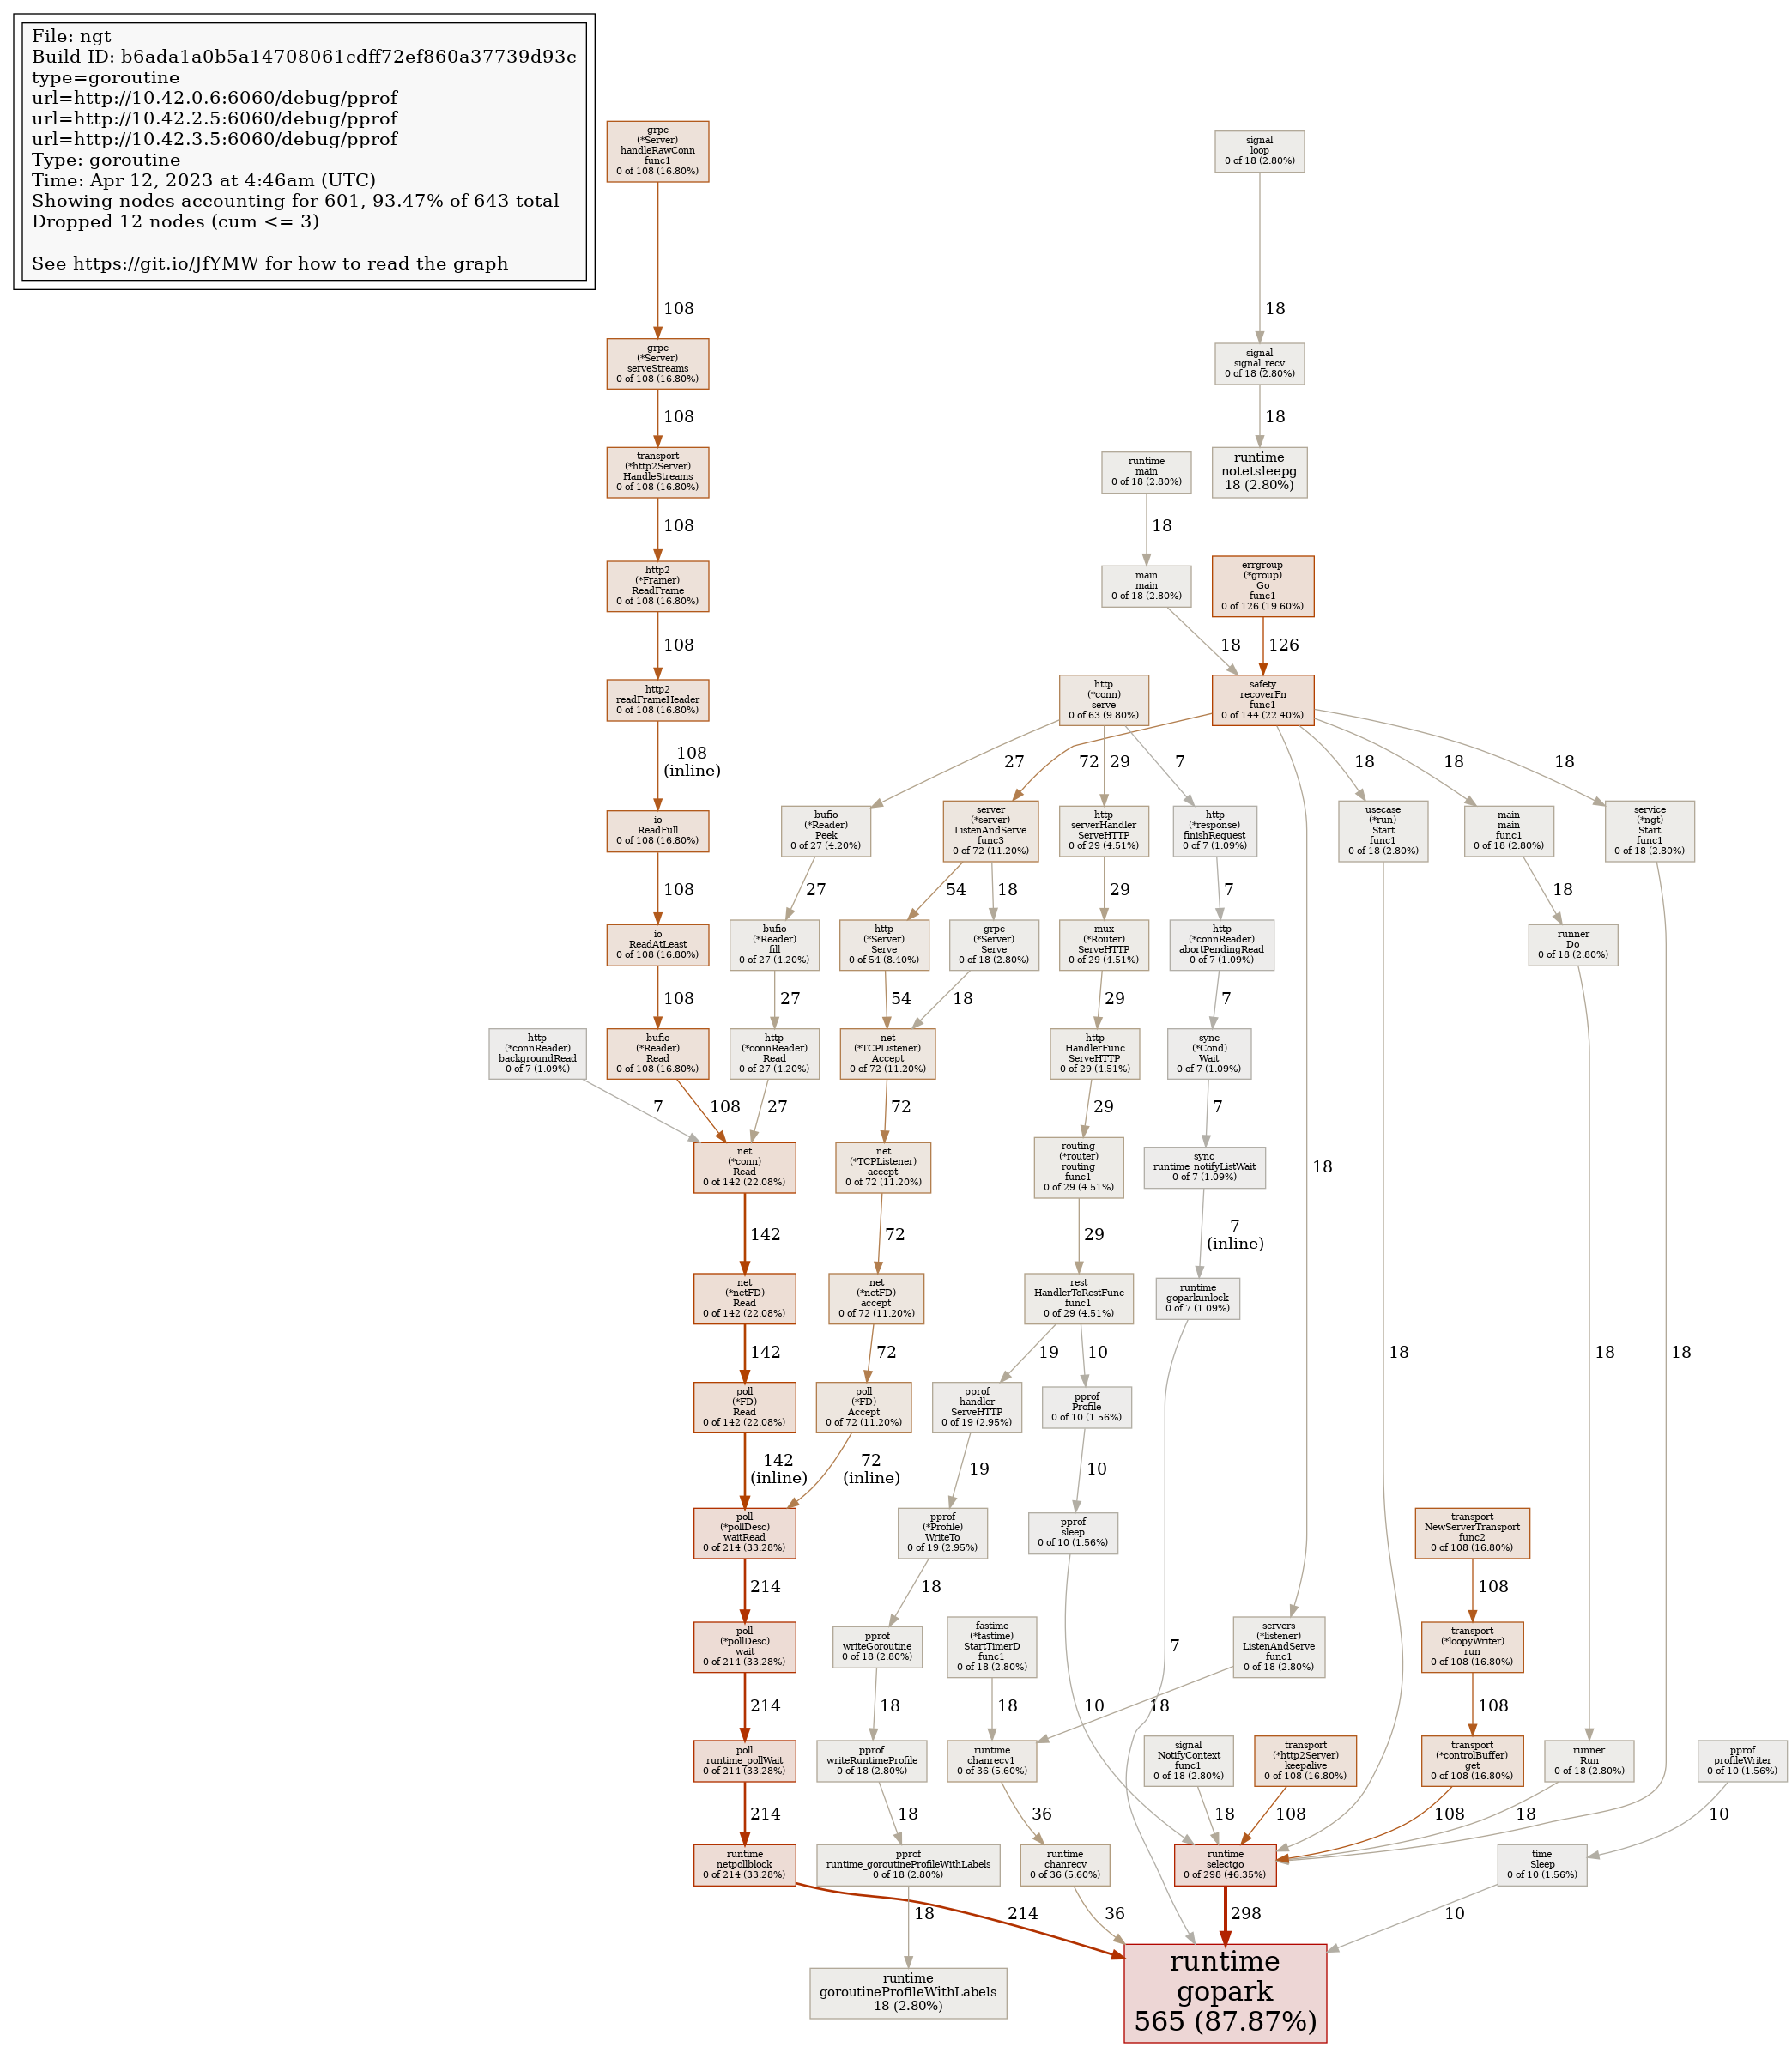 File: ngt
Build ID: b6ada1a0b5a14708061cdff72ef860a37739d93c
type=goroutine
url=http://10.42.0.6:6060/debug/pprof
url=http://10.42.2.5:6060/debug/pprof
url=http://10.42.3.5:6060/debug/pprof
Type: goroutine
Time: Apr 12, 2023 at 4:46am (UTC)
Showing nodes accounting for 601, 93.47% of 643 total
Dropped 12 nodes (cum <= 3)
See https://git.io/JfYMW for how to read the graph
grpc
(*Server)
handleRawConn
func1
0 of 108 (16.80%)
signal
loop
0 of 18 (2.80%)
108
18
grpc
(*Server)
serveStreams
0 of 108 (16.80%)
signal
signal_recv
0 of 18 (2.80%)
108
18
transport
(*http2Server)
HandleStreams
0 of 108 (16.80%)
runtime
main
0 of 18 (2.80%)
runtime
notetsleepg
18 (2.80%)
108
18
http2
(*Framer)
ReadFrame
0 of 108 (16.80%)
main
main
0 of 18 (2.80%)
errgroup
(*group)
Go
func1
0 of 126 (19.60%)
108
18
126
http2
readFrameHeader
0 of 108 (16.80%)
http
(*conn)
serve
0 of 63 (9.80%)
safety
recoverFn
func1
0 of 144 (22.40%)
108
(inline)
27
72
29
7
18
18
18
18
io
ReadFull
0 of 108 (16.80%)
bufio
(*Reader)
Peek
0 of 27 (4.20%)
server
(*server)
ListenAndServe
func3
0 of 72 (11.20%)
http
serverHandler
ServeHTTP
0 of 29 (4.51%)
http
(*response)
finishRequest
0 of 7 (1.09%)
usecase
(*run)
Start
func1
0 of 18 (2.80%)
main
main
func1
0 of 18 (2.80%)
service
(*ngt)
Start
func1
0 of 18 (2.80%)
108
27
54
18
29
7
18
io
ReadAtLeast
0 of 108 (16.80%)
bufio
(*Reader)
fill
0 of 27 (4.20%)
http
(*Server)
Serve
0 of 54 (8.40%)
grpc
(*Server)
Serve
0 of 18 (2.80%)
mux
(*Router)
ServeHTTP
0 of 29 (4.51%)
http
(*connReader)
abortPendingRead
0 of 7 (1.09%)
runner
Do
0 of 18 (2.80%)
108
27
54
18
29
7
http
(*connReader)
backgroundRead
0 of 7 (1.09%)
bufio
(*Reader)
Read
0 of 108 (16.80%)
http
(*connReader)
Read
0 of 27 (4.20%)
net
(*TCPListener)
Accept
0 of 72 (11.20%)
http
HandlerFunc
ServeHTTP
0 of 29 (4.51%)
sync
(*Cond)
Wait
0 of 7 (1.09%)
7
108
27
72
29
7
net
(*conn)
Read
0 of 142 (22.08%)
net
(*TCPListener)
accept
0 of 72 (11.20%)
routing
(*router)
routing
func1
0 of 29 (4.51%)
sync
runtime_notifyListWait
0 of 7 (1.09%)
142
72
29
7
(inline)
net
(*netFD)
Read
0 of 142 (22.08%)
net
(*netFD)
accept
0 of 72 (11.20%)
rest
HandlerToRestFunc
func1
0 of 29 (4.51%)
runtime
goparkunlock
0 of 7 (1.09%)
142
72
19
10
18
18
18
poll
(*FD)
Read
0 of 142 (22.08%)
poll
(*FD)
Accept
0 of 72 (11.20%)
pprof
handler
ServeHTTP
0 of 19 (2.95%)
pprof
Profile
0 of 10 (1.56%)
142
(inline)
72
(inline)
19
10
poll
(*pollDesc)
waitRead
0 of 214 (33.28%)
pprof
(*Profile)
WriteTo
0 of 19 (2.95%)
pprof
sleep
0 of 10 (1.56%)
transport
NewServerTransport
func2
0 of 108 (16.80%)
214
18
108
poll
(*pollDesc)
wait
0 of 214 (33.28%)
pprof
writeGoroutine
0 of 18 (2.80%)
fastime
(*fastime)
StartTimerD
func1
0 of 18 (2.80%)
servers
(*listener)
ListenAndServe
func1
0 of 18 (2.80%)
transport
(*loopyWriter)
run
0 of 108 (16.80%)
7
214
18
18
10
18
108
poll
runtime_pollWait
0 of 214 (33.28%)
pprof
writeRuntimeProfile
0 of 18 (2.80%)
runtime
chanrecv1
0 of 36 (5.60%)
signal
NotifyContext
func1
0 of 18 (2.80%)
transport
(*http2Server)
keepalive
0 of 108 (16.80%)
transport
(*controlBuffer)
get
0 of 108 (16.80%)
runner
Run
0 of 18 (2.80%)
pprof
profileWriter
0 of 10 (1.56%)
214
18
36
18
108
108
18
10
runtime
netpollblock
0 of 214 (33.28%)
pprof
runtime_goroutineProfileWithLabels
0 of 18 (2.80%)
runtime
chanrecv
0 of 36 (5.60%)
runtime
selectgo
0 of 298 (46.35%)
time
Sleep
0 of 10 (1.56%)
18
214
36
298
10
runtime
goroutineProfileWithLabels
18 (2.80%)
runtime
gopark
565 (87.87%)